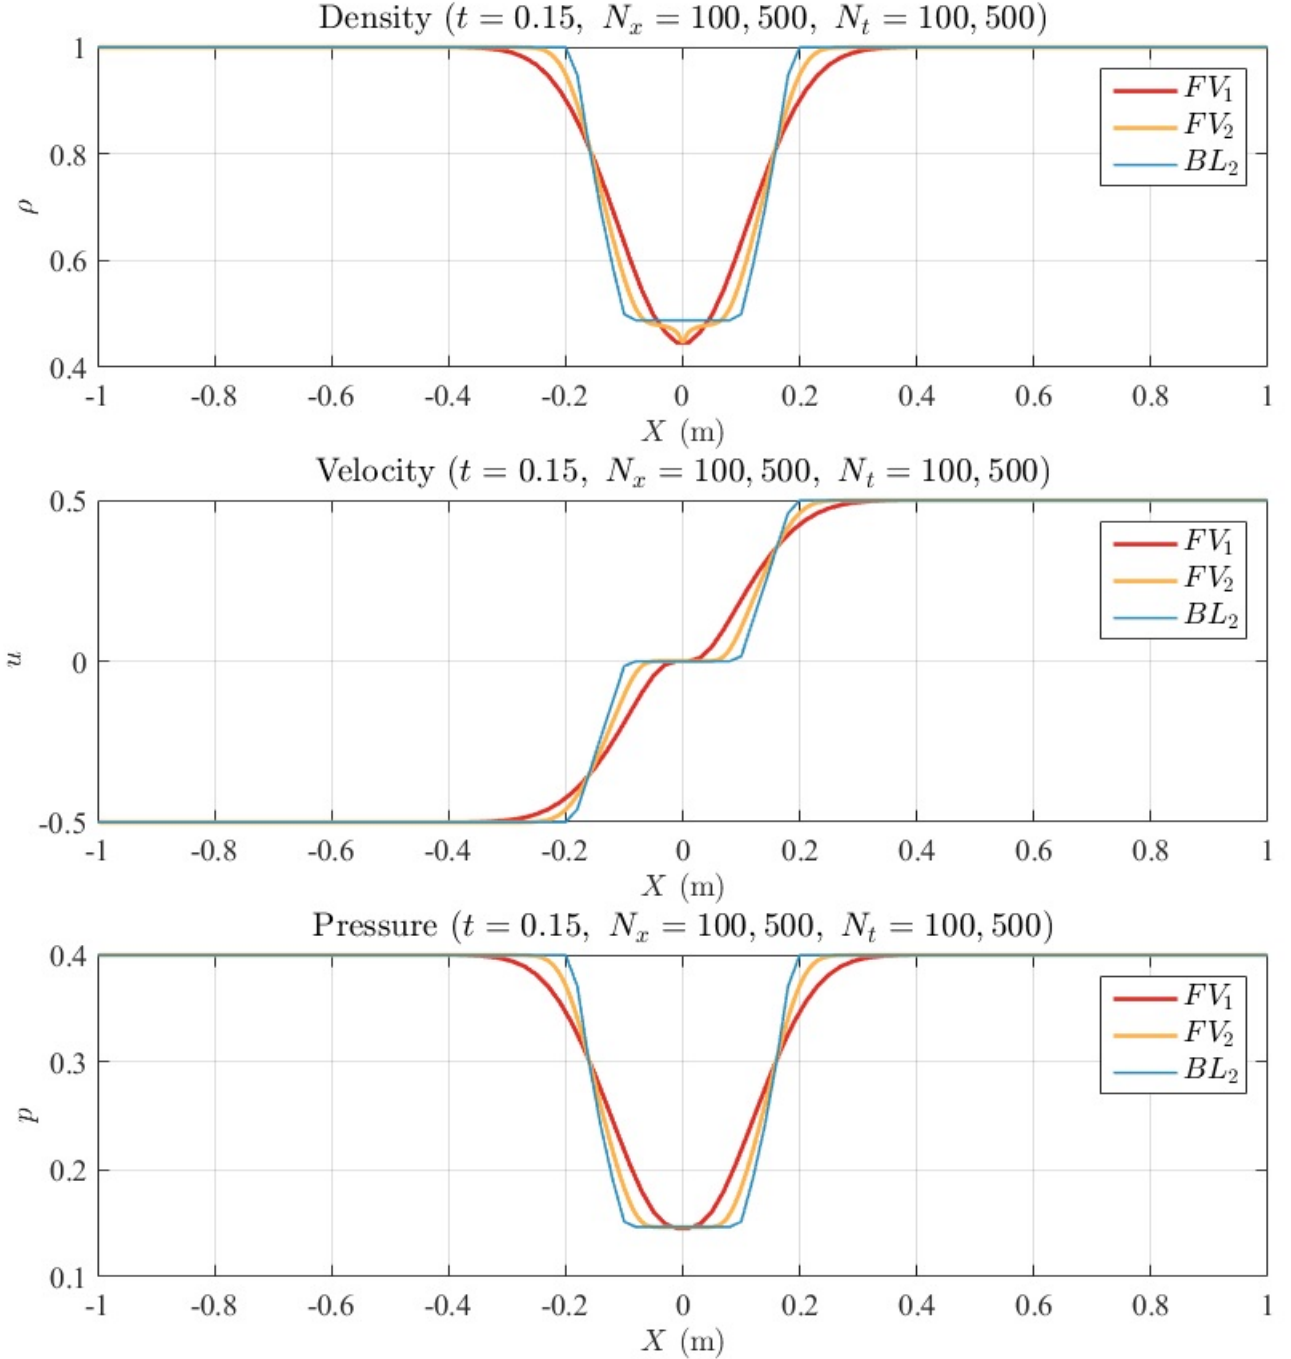 Density (t = 0.15, N_x = 100, 500, N_t = 100, 500)
1
0.8
0.6
0.4
ρ
FV_1
FV_2
BL_2
-1 -0.8 -0.6 -0.4 -0.2 0 0.2 0.4 0.6 0.8 1
X (m)
Velocity (t = 0.15, N_x = 100, 500, N_t = 100, 500)
0.5
0
-0.5
u
FV_1
FV_2
BL_2
-1 -0.8 -0.6 -0.4 -0.2 0 0.2 0.4 0.6 0.8 1
X (m)
Pressure (t = 0.15, N_x = 100, 500, N_t = 100, 500)
0.4
0.3
0.2
0.1
p
FV_1
FV_2
BL_2
-1 -0.8 -0.6 -0.4 -0.2 0 0.2 0.4 0.6 0.8 1
X (m)